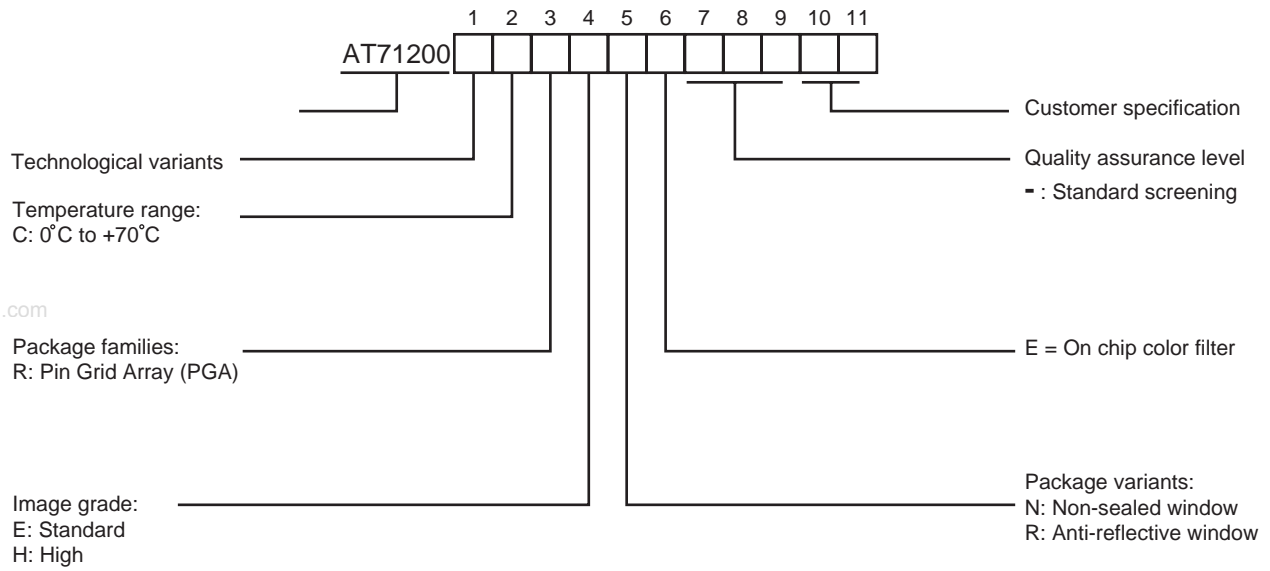 1 2 3 4 5 6 7 8 9 10 11
AT71200
Customer specification
Technological variants
Quality assurance level
- : Standard screening
Temperature range:
C: 0°C to +70°C
.com
Package families:
R: Pin Grid Array (PGA)
E = On chip color filter
Image grade:
E: Standard
H: High
Package variants:
N: Non-sealed window
R: Anti-reflective window